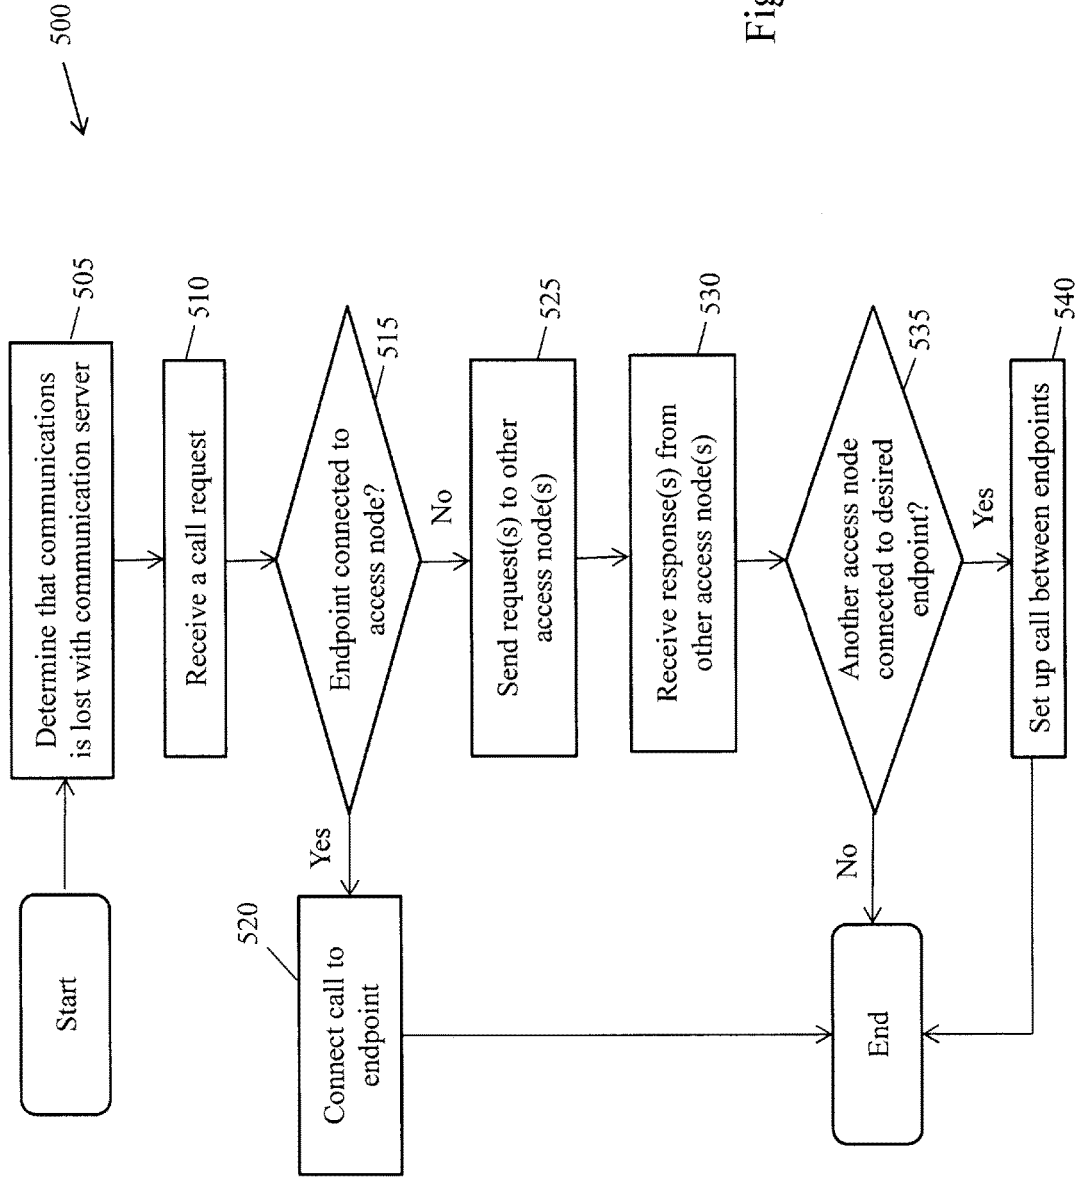 500
Start
Determine that communications
is lost with communication server
505
Receive a call request
510
Endpoint connected to
access node?
515
Yes
Connect call to
endpoint
520
No
Send request(s) to other
access node(s)
525
Receive response(s) from
other access node(s)
530
Another access node
connected to desired
endpoint?
535
No
End
Yes
Set up call between endpoints
540